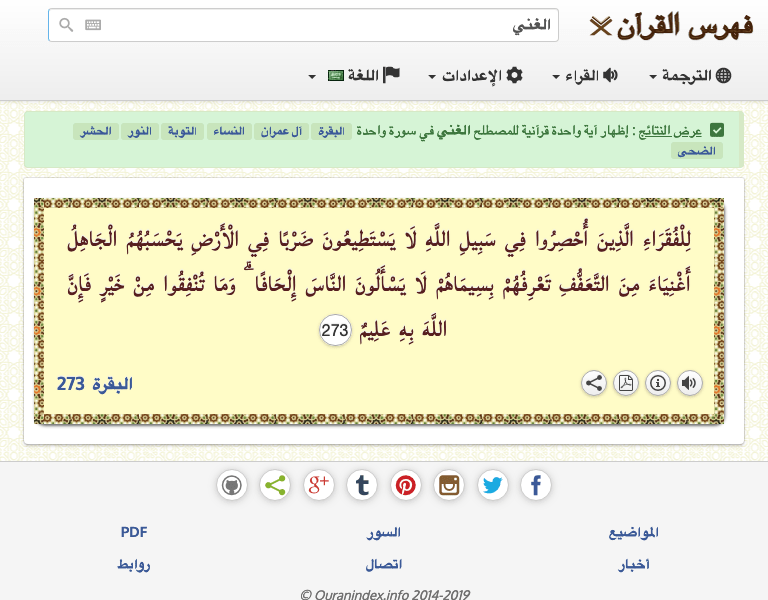 فهرس القرآن
الغني
الترجمة
القراء
الإعدادات
اللغة
عرض النتائج : إظهار آية واحدة قرآنية للمصطلح الغني في سورة واحدة البقرة آل عمران النساء التوبة النور الحشر
الضحى
لِلْفُقَرَاءِ الَّذِينَ أُحْصِرُوا فِي سَبِيلِ اللَّهِ لَا يَسْتَطِيعُونَ ضَرْبًا فِي الْأَرْضِ يَحْسَبُهُمُ الْجَاهِلُ
أَغْنِيَاءَ مِنَ التَّعَفُّفِ تَعْرِفُهُمْ بِسِيمَاهُمْ لَا يَسْأَلُونَ النَّاسَ إِلْحَافًا ۗ وَمَا تُنْفِقُوا مِنْ خَيْرٍ فَإِنَّ
اللَّهَ بِهِ عَلِيمٌ 273
البقرة 273
المواضيع السور PDF
أخبار اتصال روابط
© Quranindex.info 2014-2019